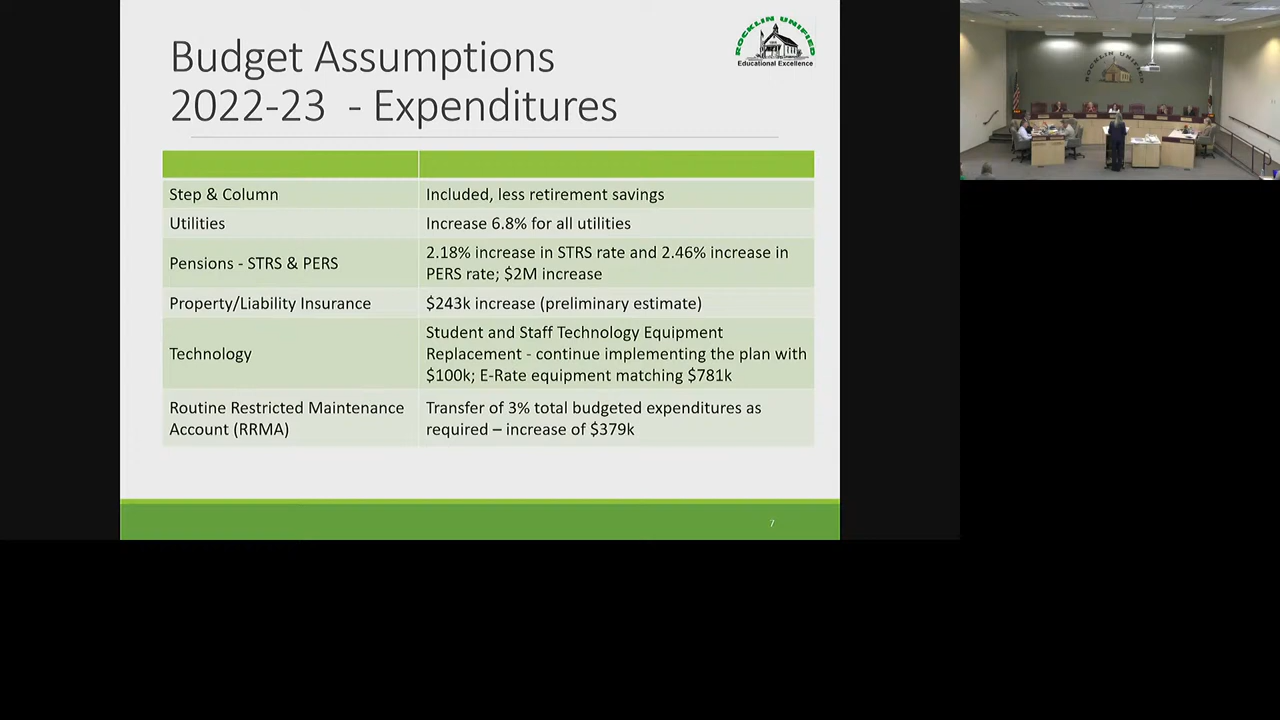 Budget Assumptions
2022-23 - Expenditures
ROCKLIN UNIFIED
Educational Excellence
Step & Column
Included, less retirement savings
Utilities
Increase 6.8% for all utilities
Pensions - STRS & PERS
2.18% increase in STRS rate and 2.46% increase in
PERS rate; $2M increase
Property/Liability Insurance
$243k increase (preliminary estimate)
Technology
Student and Staff Technology Equipment
Replacement - continue implementing the plan with
$100k; E-Rate equipment matching $781k
Routine Restricted Maintenance
Account (RRMA)
Transfer of 3% total budgeted expenditures as
required – increase of $379k
7
ROCKLIN UNIFIED